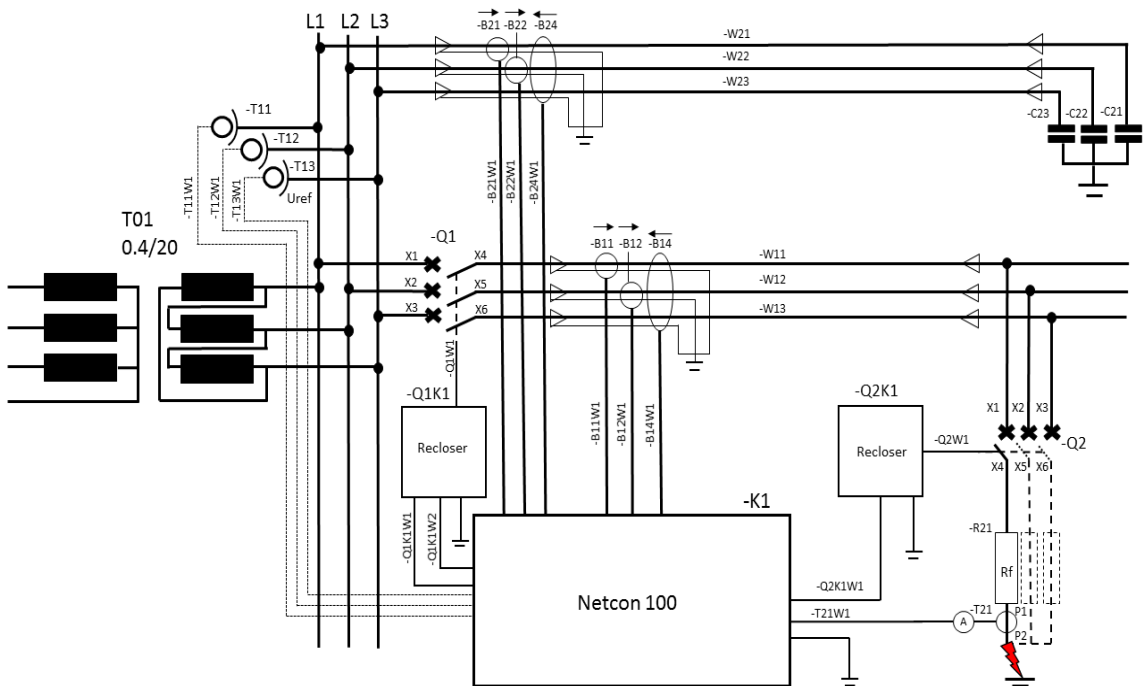 L1 L2 L3
-B21 -B22 -B24
-W21
-W22
-W23
-C23 -C22 -C21
-T11
-T12
-T13
Uref
-T11W1
-T12W1
-T13W1
-B21W1
-B22W1
-B24W1
T01
0.4/20
-Q1
X1 X4
X2 X5
X3 X6
-B11 -B12 -B14
-W11
-W12
-W13
-Q1W1
-Q1K1
Recloser
-Q1K1W1
-Q1K1W2
-B11W1
-B12W1
-B14W1
-K1
Netcon 100
-Q2K1
Recloser
-Q2W1
X1 X2 X3
-Q2
X4 X5 X6
-R21
Rf
-Q2K1W1
-T21W1
A
-T21
P1
P2